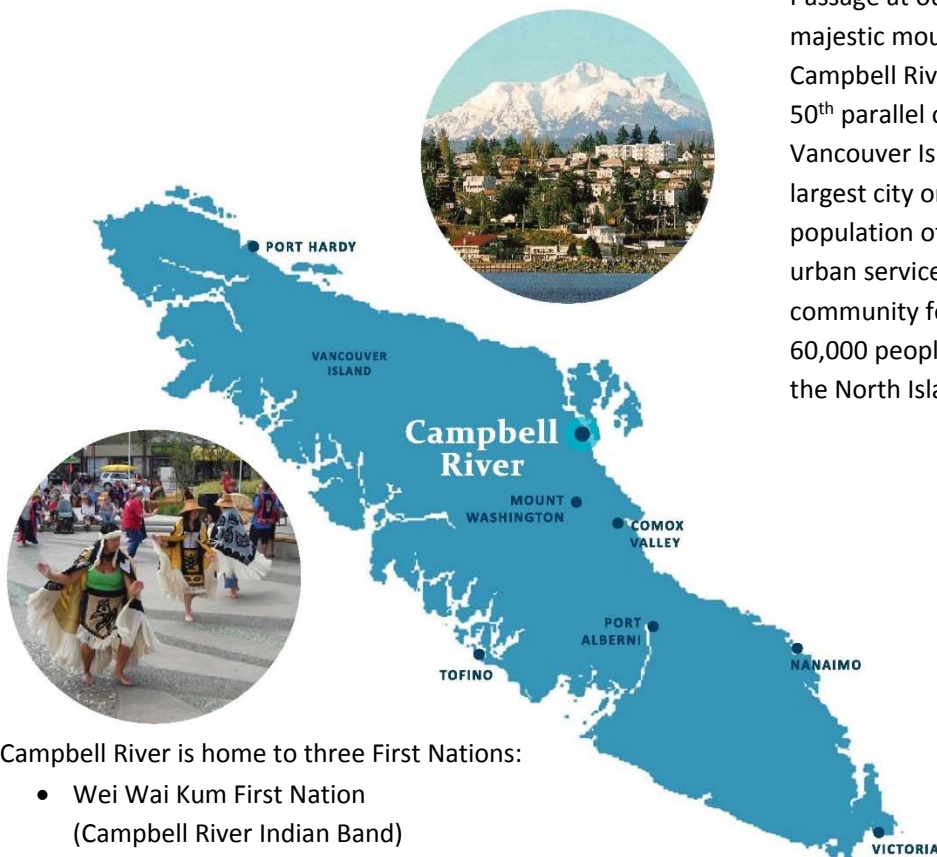 Passage at ou
majestic mou
Campbell Riv
50th parallel o
Vancouver Is
largest city o
population of
urban service
community fo
60,000 peopl
the North Isla
PORT HARDY
VANCOUVER
ISLAND
Campbell
River
MOUNT
WASHINGTON
COMOX
VALLEY
PORT
ALBERNI
TOFINO
NANAIMO
VICTORIA
Campbell River is home to three First Nations:
• Wei Wai Kum First Nation
(Campbell River Indian Band)